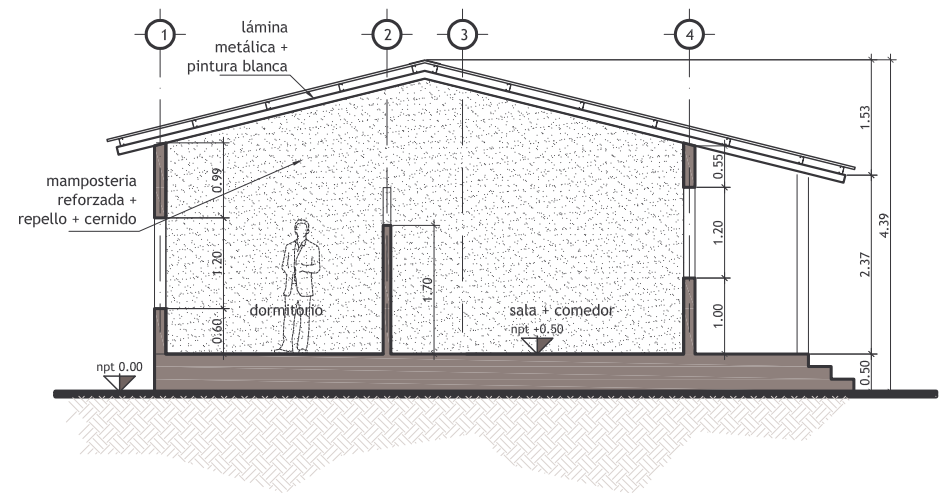 1
2
3
4
lámina
metálica +
pintura blanca
mamposteria
reforzada +
repello + cernido
0.99
1.20
0.60
1.70
0.55
1.20
1.00
1.53
4.39
2.37
0.50
dormitorio
sala + comedor
npt +0.50
npt 0.00